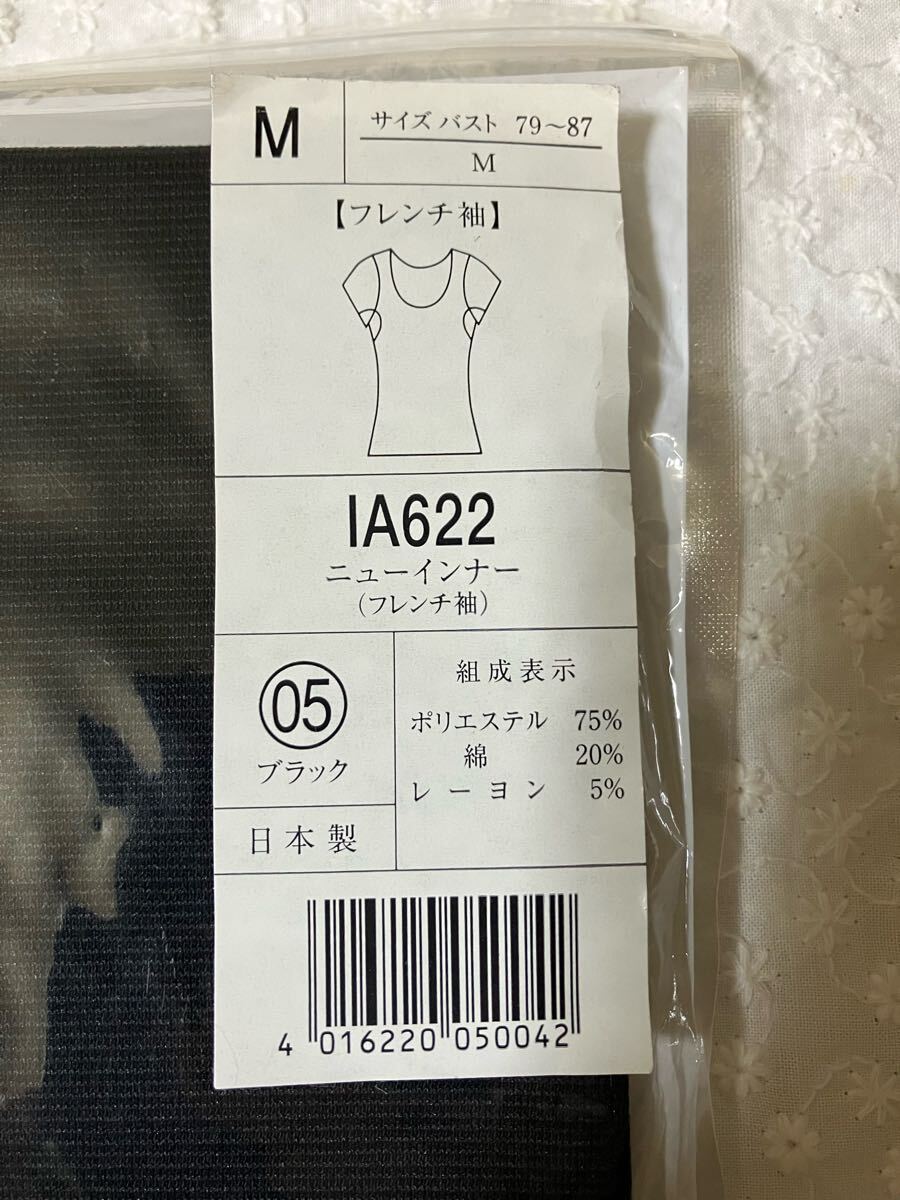 M
サイズ バスト 79～87
M
【フレンチ袖】
IA622
ニューインナー
（フレンチ袖）
05
ブラック
日本製
組成表示
ポリエステル 75%
綿 20%
レーヨン 5%
4 016220 050042